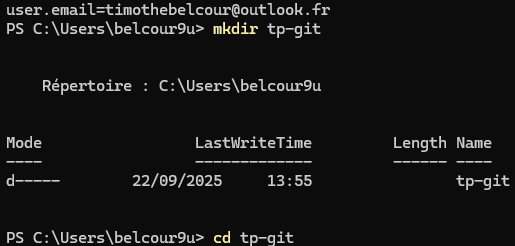 user.email=timothebelcour@outlook.fr
PS C:\Users\belcour9u> mkdir tp-git
Répertoire : C:\Users\belcour9u
Mode LastWriteTime Length Name
---- ------------- ------ ----
d----- 22/09/2025 13:55 tp-git
PS C:\Users\belcour9u> cd tp-git